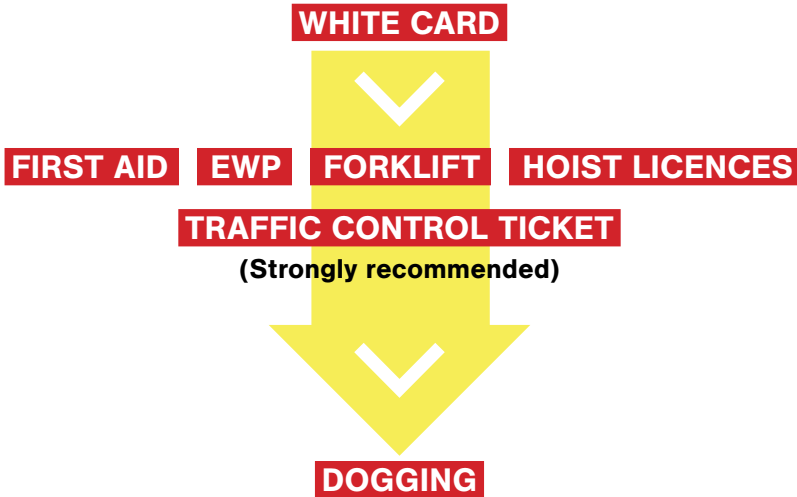 WHITE CARD
FIRST AID EWP FORKLIFT HOIST LICENCES
TRAFFIC CONTROL TICKET
(Strongly recommended)
DOGGING